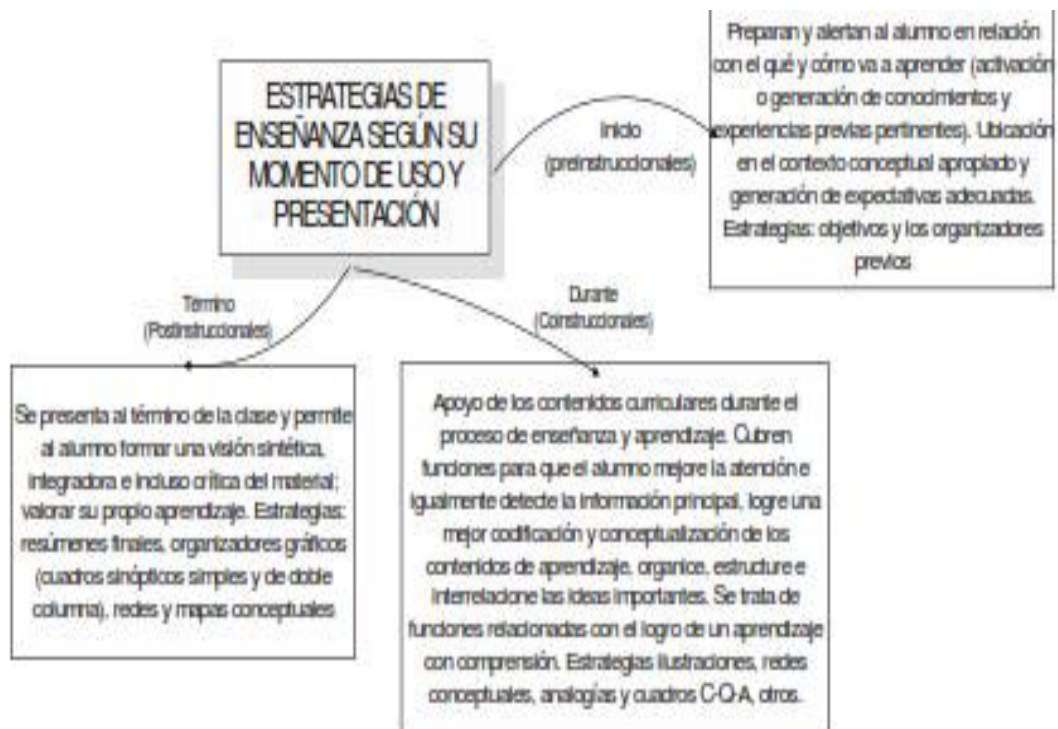 ESTRATEGIAS DE
ENSEÑANZA SEGÚN SU
MOMENTO DE USO Y
PRESENTACIÓN
Inicio
(preinstruccionales)
Preparan y alertan al alumno en relación
con el qué y cómo va a aprender (activación
o generación de conocimientos y
experiencias previas pertinentes). Ubicación
en el contexto conceptual apropiado y
generación de expectativas adecuadas.
Estrategias: objetivos y los organizadores
previos
Término
(Postinstruccionales)
Se presenta al término de la clase y permite
al alumno formar una visión sintética,
integradora e incluso crítica del material;
valorar su propio aprendizaje. Estrategias:
resúmenes finales, organizadores gráficos
(cuadros sinópticos simples y de doble
columna), redes y mapas conceptuales
Durante
(Coinstruccionales)
Apoyo de los contenidos curriculares durante el
proceso de enseñanza y aprendizaje. Cubren
funciones para que el alumno mejore la atención e
igualmente detecte la información principal, logre una
mejor codificación y conceptualización de los
contenidos de aprendizaje, organice, estructure e
interrelacione las ideas importantes. Se trata de
funciones relacionadas con el logro de un aprendizaje
con comprensión. Estrategias ilustraciones, redes
conceptuales, analogías y cuadros C-Q-A, otros.